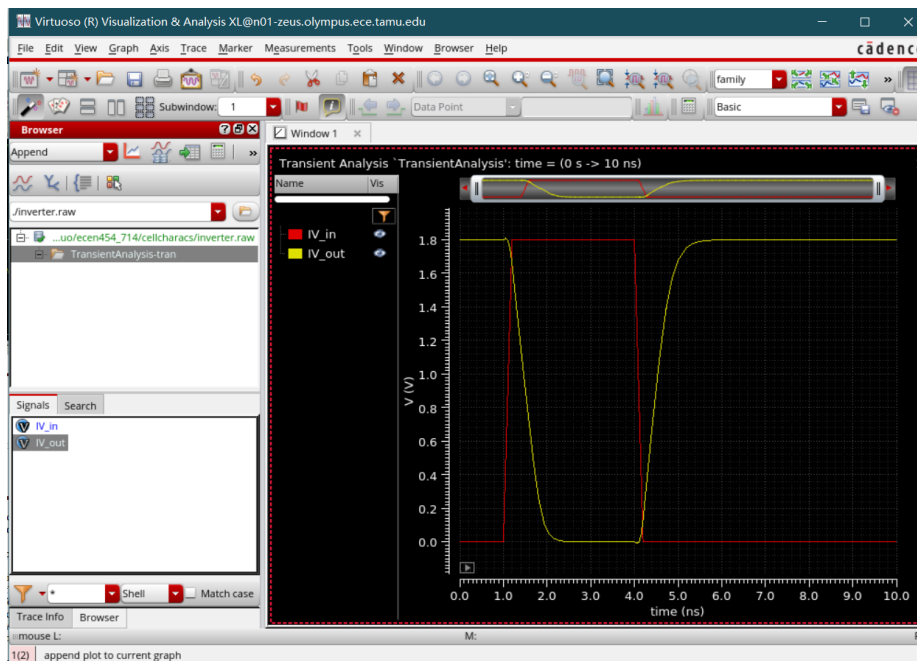 Virtuoso (R) Visualization & Analysis XL@n01-zeus.olympus.ece.tamu.edu
File Edit View Graph Axis Trace Marker Measurements Tools Window Browser Help
cādence
Subwindow: 1
Data Point
family
Basic
Browser
Append
./inverter.raw
...uo/ecen454_714/cellcharacs/inverter.raw
TransientAnalysis-tran
Signals Search
IV_in
IV_out
* Shell Match case
Trace Info Browser
Window 1
Transient Analysis `TransientAnalysis': time = (0 s -> 10 ns)
Name Vis
IV_in
IV_out
V (V)
1.8
1.6
1.4
1.2
1.0
0.8
0.6
0.4
0.2
0.0
0.0 1.0 2.0 3.0 4.0 5.0 6.0 7.0 8.0 9.0 10.0
time (ns)
mouse L: M:
1(2) append plot to current graph